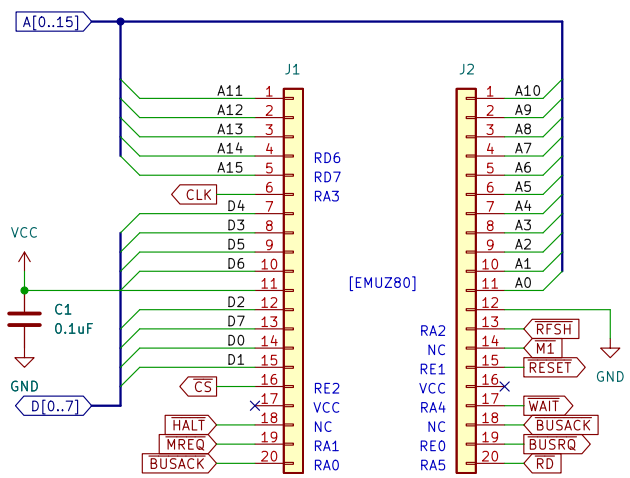 A[0..15]
J1
J2
A11 1
A12 2
A13 3
A14 4 RD6
A15 5 RD7
CLK 6 RA3
D4 7
D3 8
D5 9
D6 10
11
D2 12
D7 13
D0 14
D1 15
CS 16 RE2
17 VCC
HALT 18 NC
MREQ 19 RA1
BUSACK 20 RA0
VCC
C1
0.1uF
GND
D[0..7]
[EMUZ80]
1 A10
2 A9
3 A8
4 A7
5 A6
6 A5
7 A4
8 A3
9 A2
10 A1
11 A0
12
RA2 13 RFSH
NC 14 M1
RE1 15 RESET
VCC 16
RA4 17 WAIT
NC 18 BUSACK
RE0 19 BUSRQ
RA5 20 RD
GND